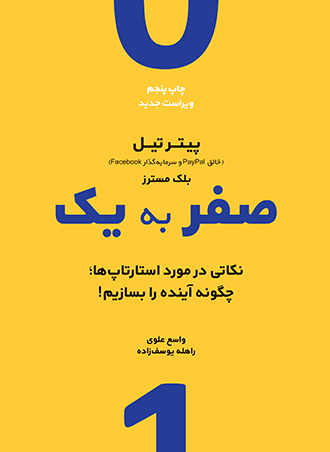 0
چاپ پنجم
ویراست جدید
پیتر تیل
(خالق PayPal و سرمایه‌گذار Facebook)
بلک مسترز
صفر به یک
نکاتی در مورد استارتاپ‌ها؛
چگونه آینده را بسازیم!
واسع علوی
راهله یوسف‌زاده
1